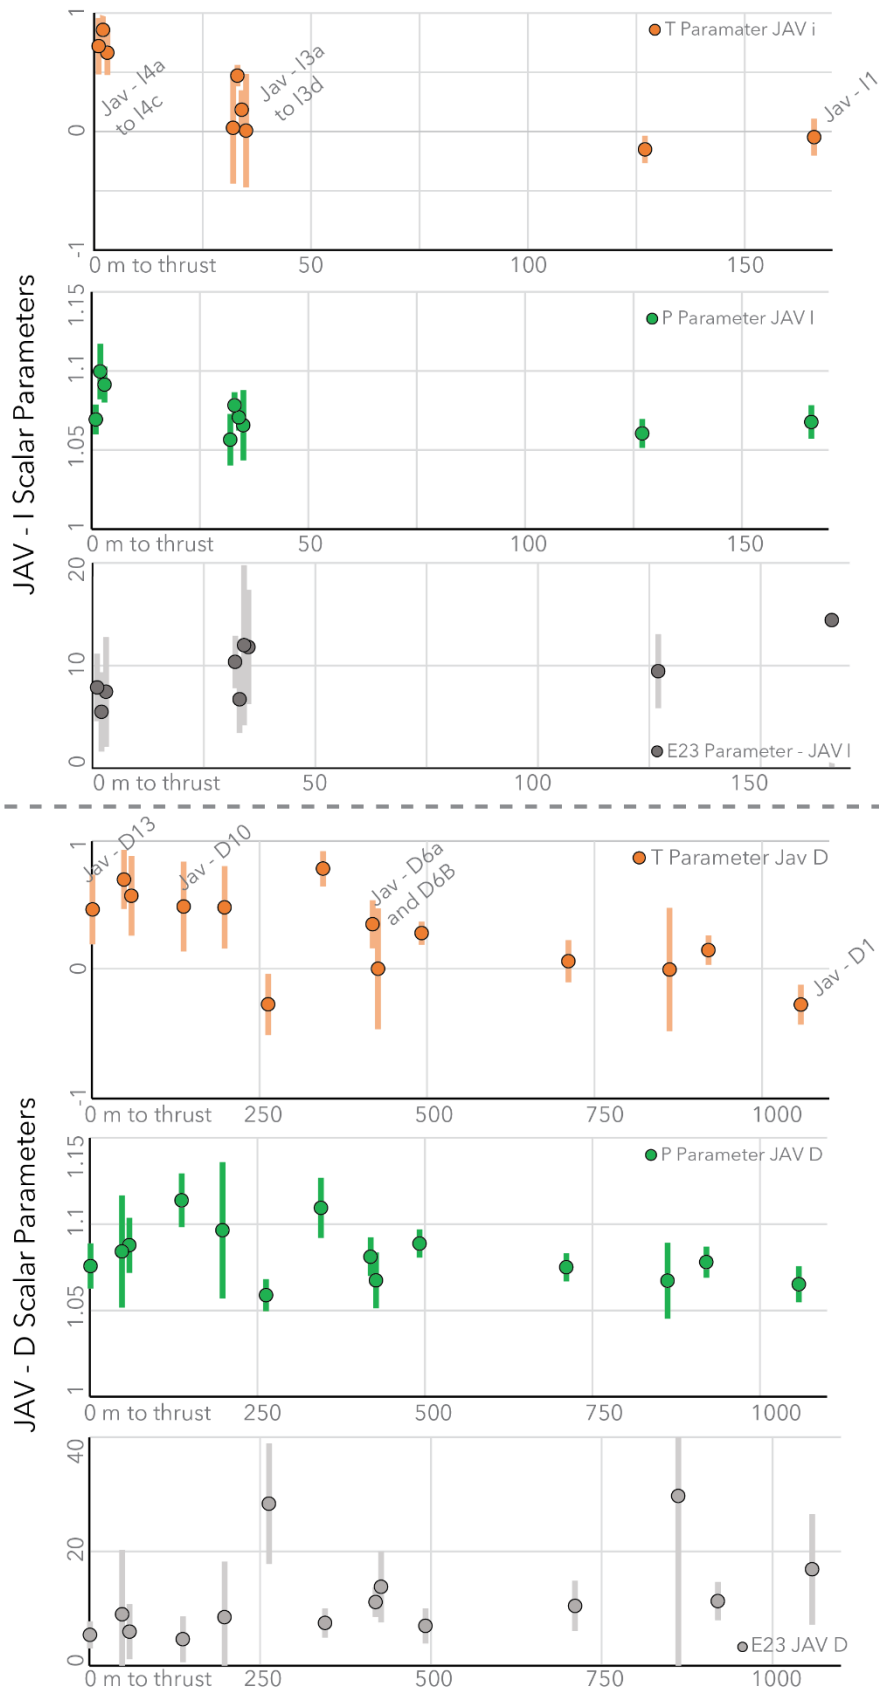 JAV - I Scalar Parameters
1
T Paramater JAV i
Jav - I4a
to I4c
Jav - I3a
to I3d
Jav - I1
0
-1
0 m to thrust
50
100
150
1.15
P Parameter JAV I
1.1
1.05
1
0 m to thrust
50
100
150
20
10
E23 Parameter - JAV I
0
0 m to thrust
50
100
150
JAV - D Scalar Parameters
1
Jav - D13
Jav - D10
Jav - D6a
and D6B
T Parameter Jav D
Jav - D1
0
-1
0 m to thrust
250
500
750
1000
1.15
P Parameter JAV D
1.1
1.05
1
0 m to thrust
250
500
750
1000
40
20
E23 JAV D
0
0 m to thrust
250
500
750
1000